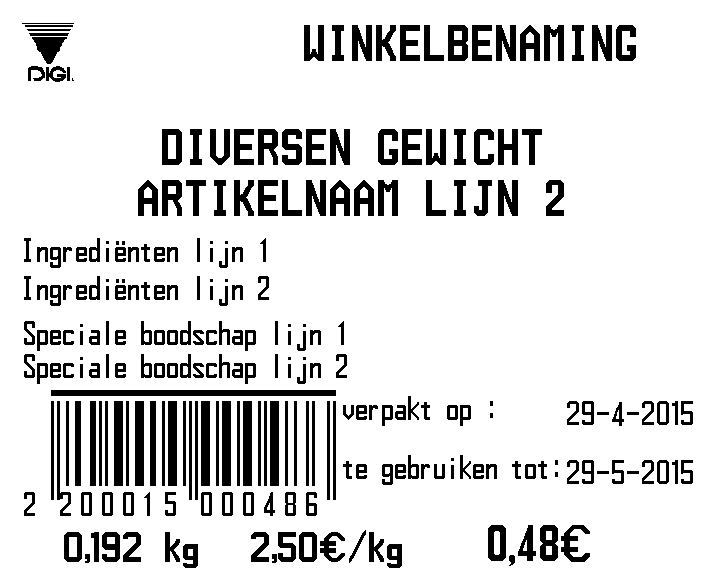 DIGI.
WINKELBENAMING
DIVERSEN GEWICHT
ARTIKELNAAM LIJN 2
Ingrediënten lijn 1
Ingrediënten lijn 2
Speciale boodschap lijn 1
Speciale boodschap lijn 2
verpakt op : 29-4-2015
te gebruiken tot: 29-5-2015
2 200015 000486
0,192 kg 2,50€/kg 0,48€